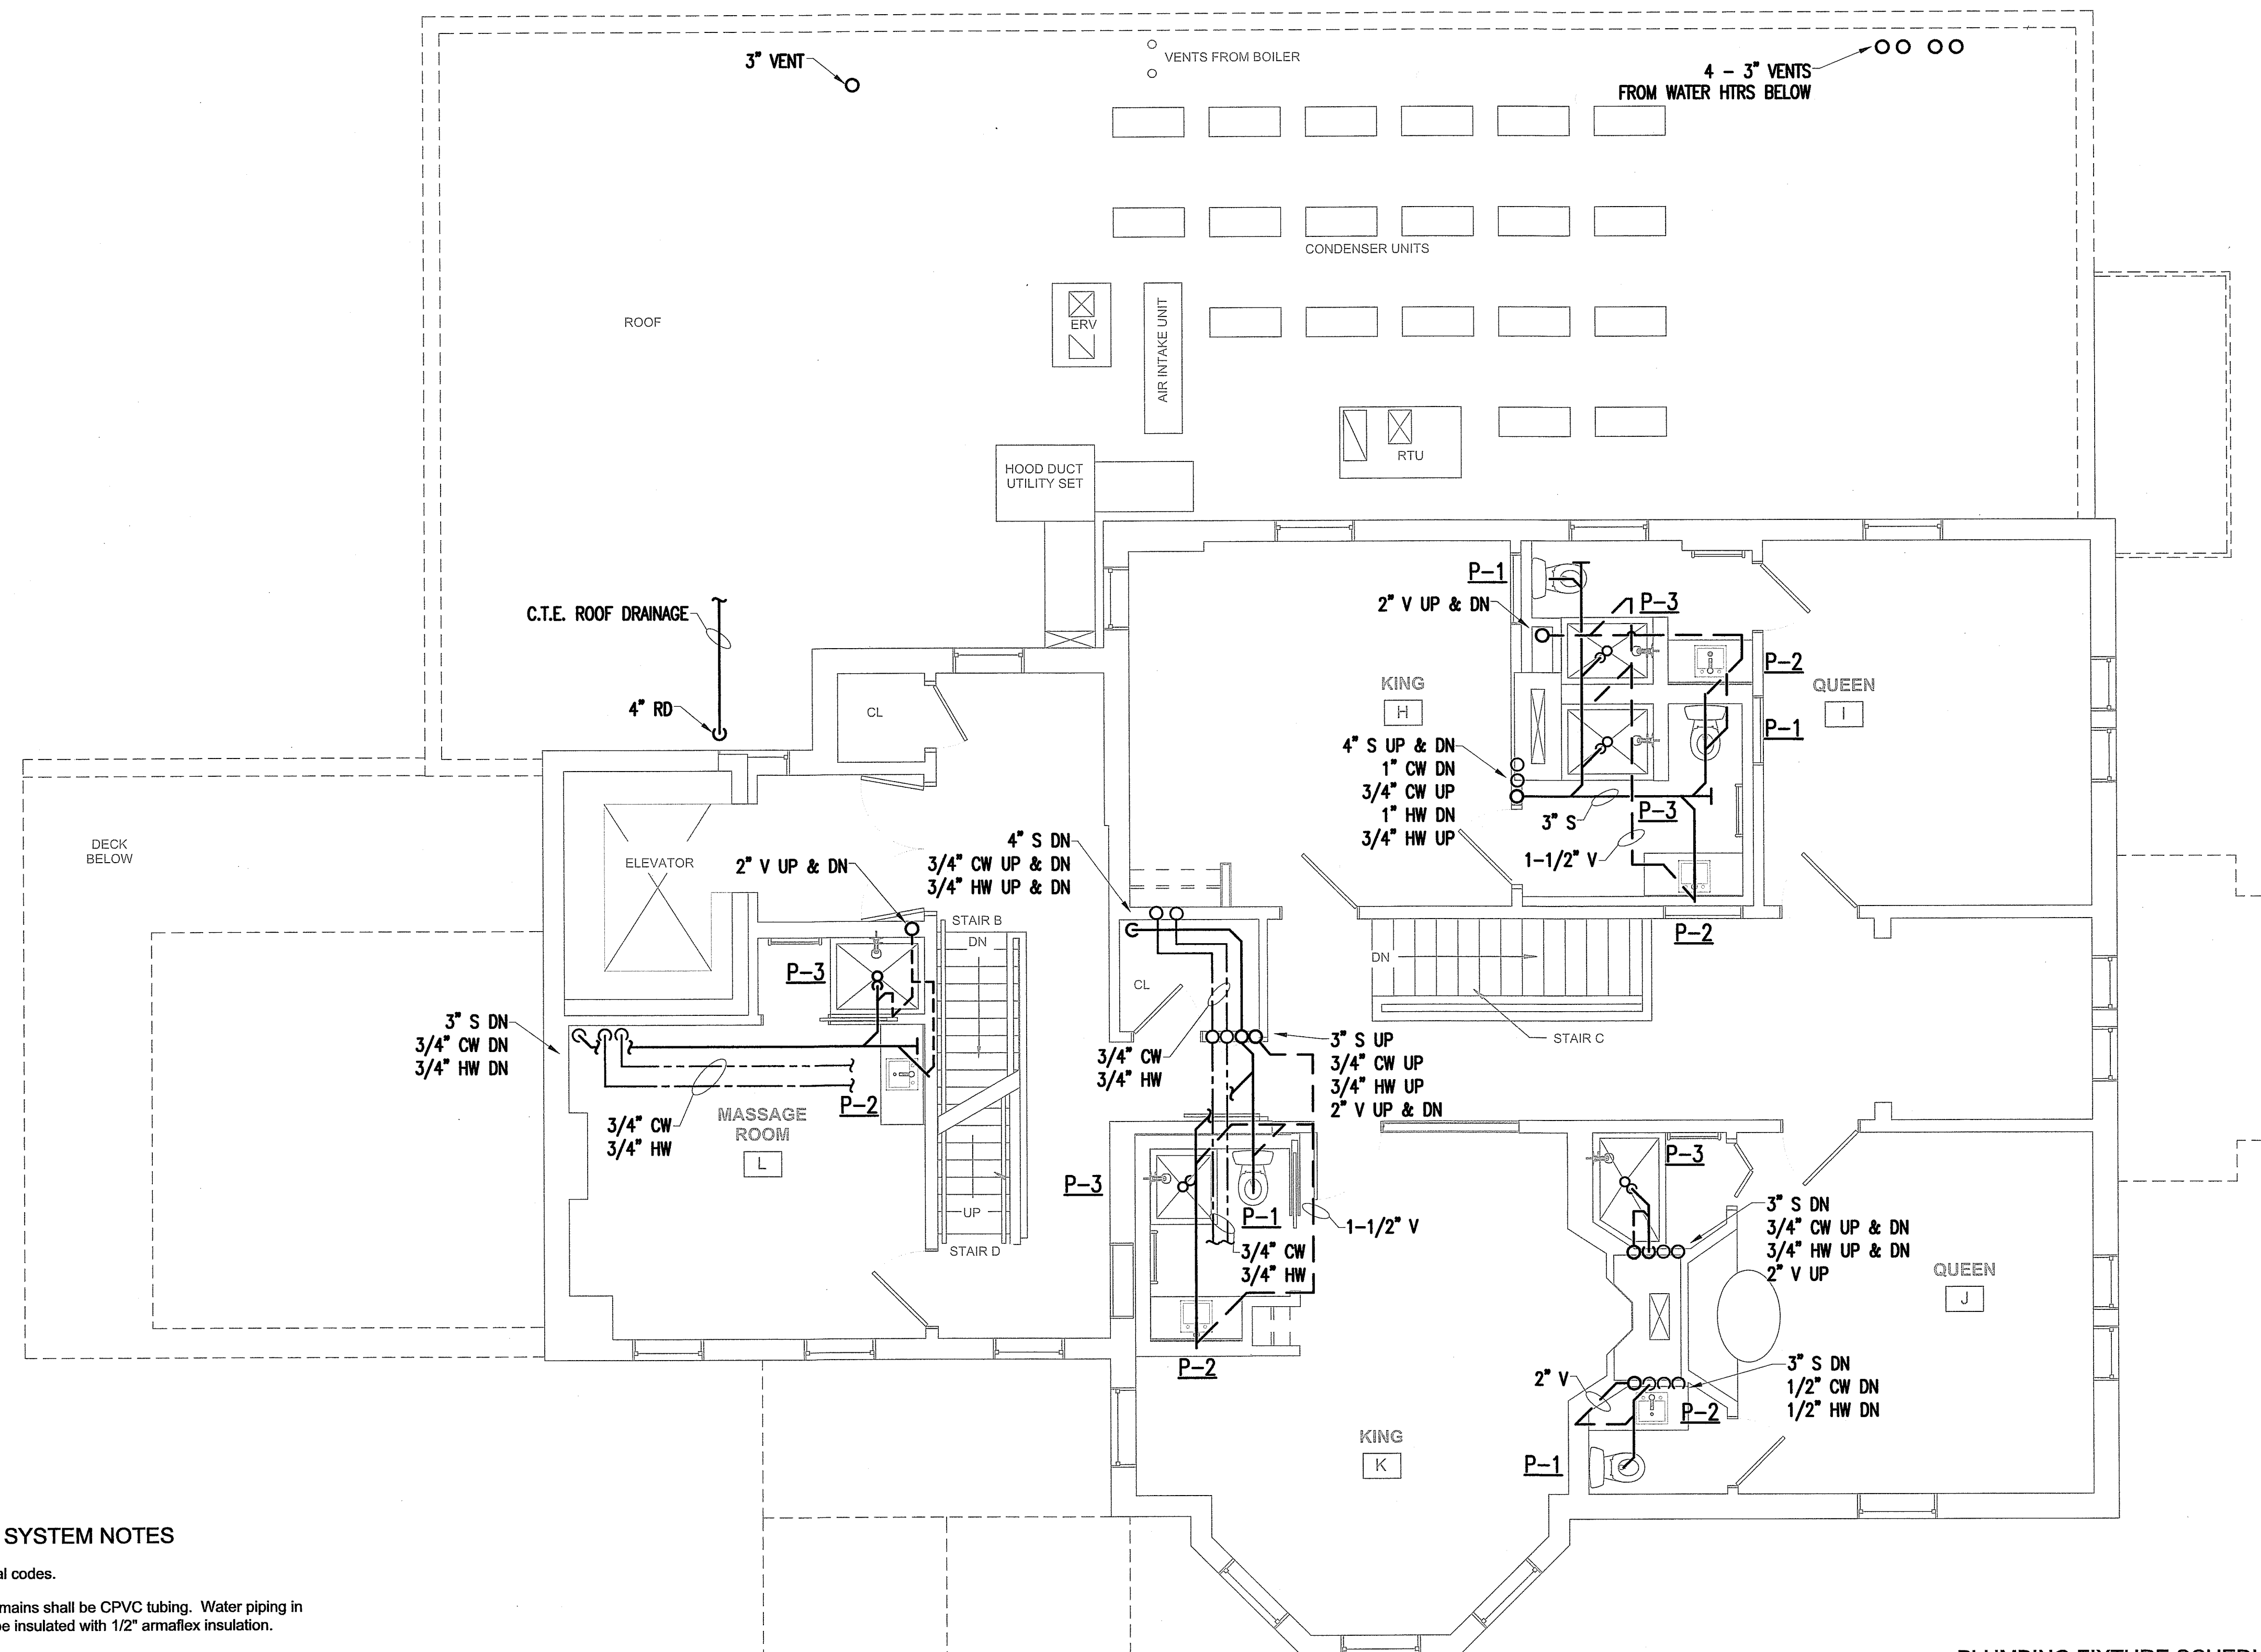 3" VENT
VENTS FROM BOILER
4 - 3" VENTS
FROM WATER HTRS BELOW
CONDENSER UNITS
ROOF
ERV
AIR INTAKE UNIT
HOOD DUCT
UTILITY SET
RTU
C.T.E. ROOF DRAINAGE
4" RD
P-1
2" V UP & DN
P-3
P-2
KING
H
QUEEN
I
P-1
CL
4" S UP & DN
1" CW DN
3/4" CW UP
1" HW DN
3/4" HW UP
3" S
P-3
1-1/2" V
P-2
DECK
BELOW
ELEVATOR
2" V UP & DN
4" S DN
3/4" CW UP & DN
3/4" HW UP & DN
STAIR B
DN
P-3
CL
DN
STAIR C
3" S DN
3/4" CW DN
3/4" HW DN
3/4" CW
3/4" HW
3" S UP
3/4" CW UP
3/4" HW UP
2" V UP & DN
P-2
MASSAGE
ROOM
L
3/4" CW
3/4" HW
UP
STAIR D
P-3
P-1
1-1/2" V
3/4" CW
3/4" HW
P-2
P-3
3" S DN
3/4" CW UP & DN
3/4" HW UP & DN
2" V UP
QUEEN
J
2" V
3" S DN
1/2" CW DN
1/2" HW DN
P-2
KING
K
P-1
SYSTEM NOTES
al codes.
mains shall be CPVC tubing. Water piping in
be insulated with 1/2" armaflex insulation.